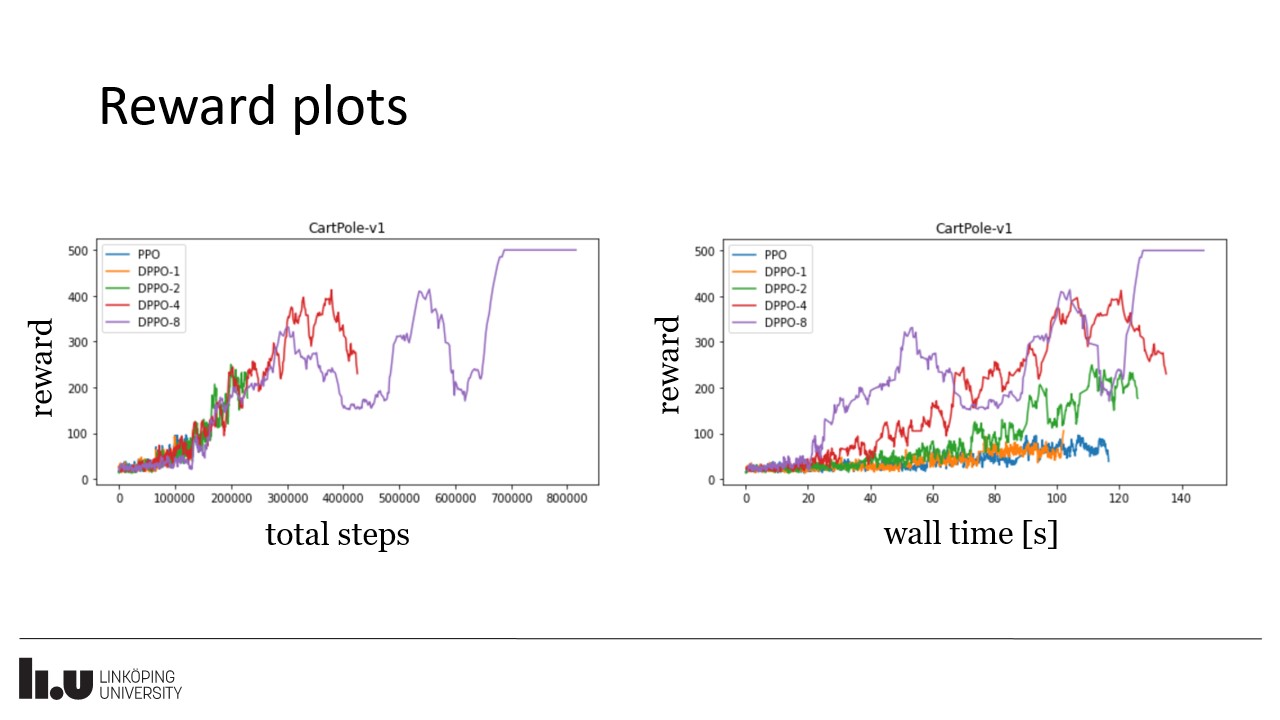 Reward plots
CartPole-v1
500
400
300
200
100
0
PPO
DPPO-1
DPPO-2
DPPO-4
DPPO-8
reward
0 100000 200000 300000 400000 500000 600000 700000 800000
total steps
CartPole-v1
500
400
300
200
100
0
PPO
DPPO-1
DPPO-2
DPPO-4
DPPO-8
reward
0 20 40 60 80 100 120 140
wall time [s]
li.u LINKÖPING
UNIVERSITY